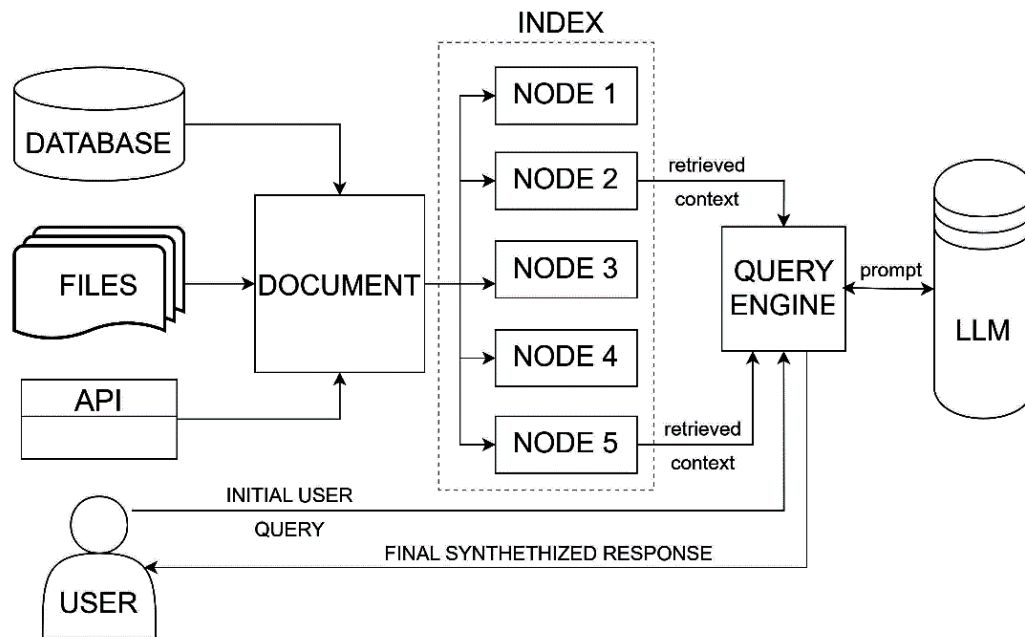 INDEX
DATABASE
FILES
API
DOCUMENT
NODE 1
NODE 2
NODE 3
NODE 4
NODE 5
retrieved
context
retrieved
context
QUERY
ENGINE
prompt
LLM
INITIAL USER
QUERY
FINAL SYNTHETHIZED RESPONSE
USER